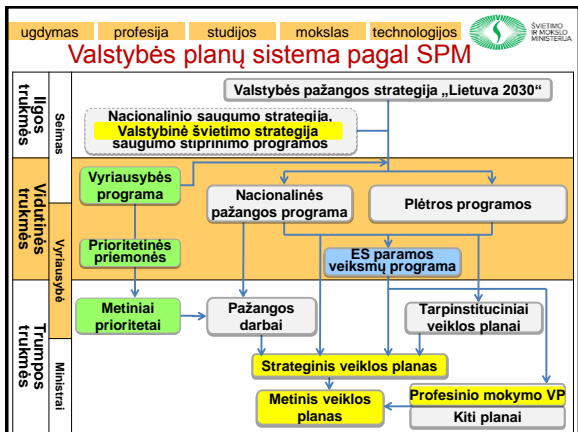 ugdymas profesija studijos mokslas technologijos
ŠVIETIMO
IR MOKSLO
MINISTERIJA
Valstybės planų sistema pagal SPM
Ilgos
trukmės
Seimas
Valstybės pažangos strategija „Lietuva 2030“
Nacionalinio saugumo strategija,
Valstybinė švietimo strategija
saugumo stiprinimo programos
Vidutinės
trukmės
Vyriausybė
Vyriausybės
programa
Nacionalinės
pažangos programa
Plėtros programos
Prioritetinės
priemonės
ES paramos
veiksmų programa
Trumpos
trukmės
Ministrai
Metiniai
prioritetai
Pažangos
darbai
Tarpinstituciniai
veiklos planai
Strateginis veiklos planas
Metinis veiklos
planas
Profesinio mokymo VP
Kiti planai